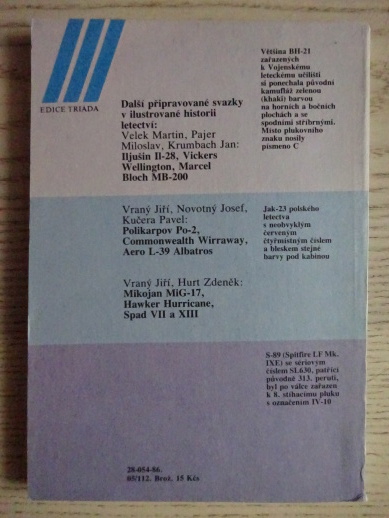 EDICE TRIADA
Další připravované svazky
v ilustrované historii
letectví:
Velek Martin, Pajer
Miloslav, Krumbach Jan:
Iljušin Il-28, Vickers
Wellington, Marcel
Bloch MB-200
Vraný Jiří, Novotný Josef,
Kučera Pavel:
Polikarpov Po-2,
Commonwealth Wirraway,
Aero L-39 Albatros
Vraný Jiří, Hurt Zdeněk:
Mikojan MiG-17,
Hawker Hurricane,
Spad VII a XIII
Většina BH-21
zařazených
k Vojenskému
leteckému učilišti
si ponechala původní
kamufláž zelenou
(khaki) barvou
na horních a bočních
plochách a se
spodními stříbrnými.
Místo plukovního
znaku nosily
písmeno C
Jak-23 polského
letectva
s neobvyklým
červeným
čtyřmístným číslem
a bleskem stejné
barvy pod kabinou
S-89 (Spitfire LF Mk.
IXE) se sériovým
číslem SL630, patřící
původně 313. peruti,
byl po válce zařazen
k 8. stíhacímu pluku
s označením IV-10
28-054-86.
05/112. Brož. 15 Kčs